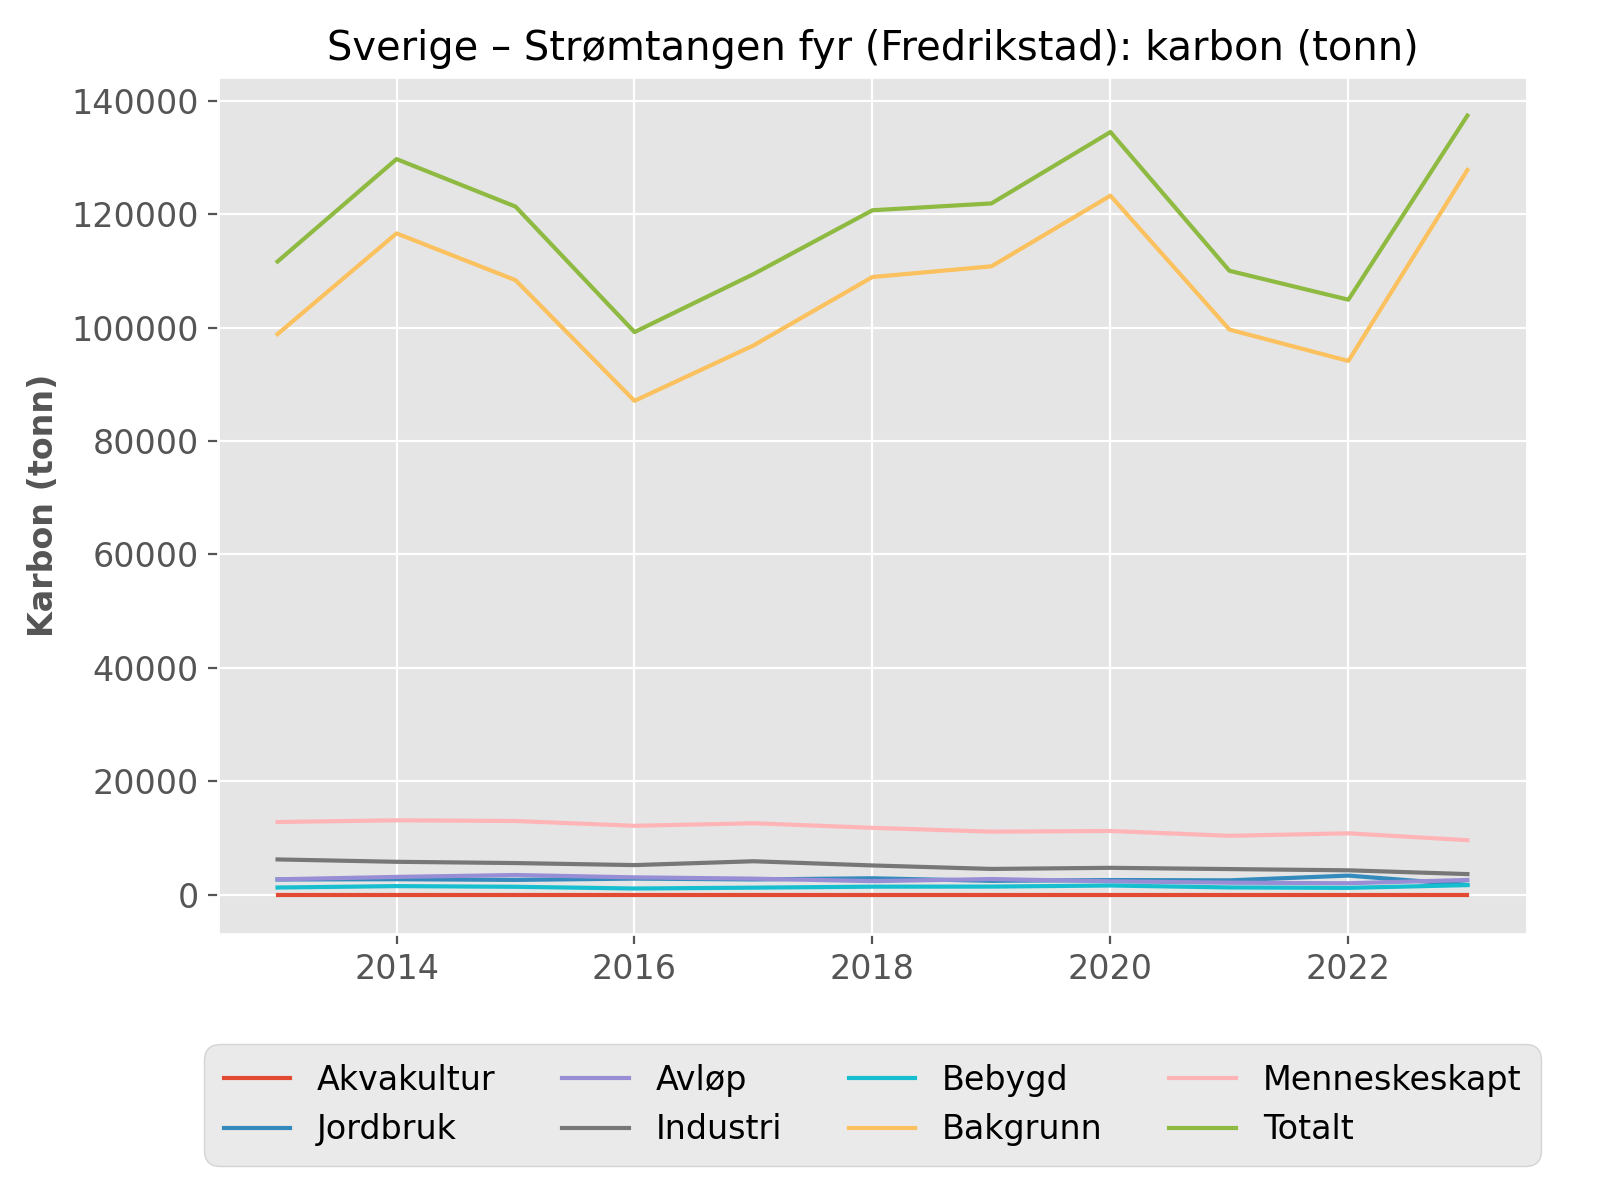 Sverige – Strømtangen fyr (Fredrikstad): karbon (tonn)
Karbon (tonn)
140000
120000
100000
80000
60000
40000
20000
0
2014 2016 2018 2020 2022
Akvakultur Avløp Bebygd Menneskeskapt
Jordbruk Industri Bakgrunn Totalt